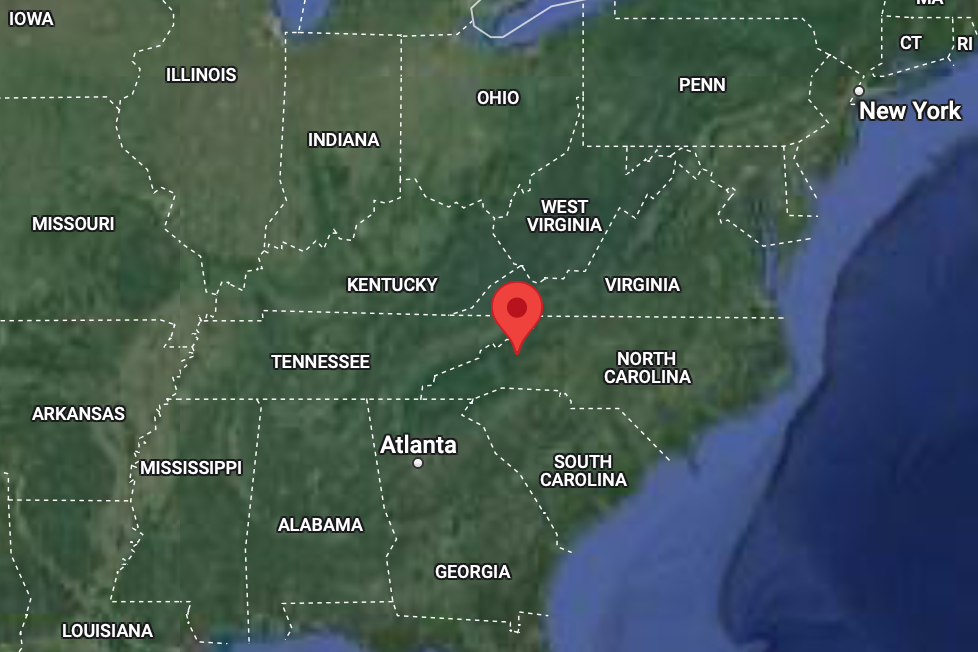 MA
IOWA
CT
RI
ILLINOIS
PENN
OHIO
New York
INDIANA
MISSOURI
WEST
VIRGINIA
KENTUCKY
VIRGINIA
TENNESSEE
NORTH
CAROLINA
ARKANSAS
Atlanta
MISSISSIPPI
SOUTH
CAROLINA
ALABAMA
GEORGIA
LOUISIANA